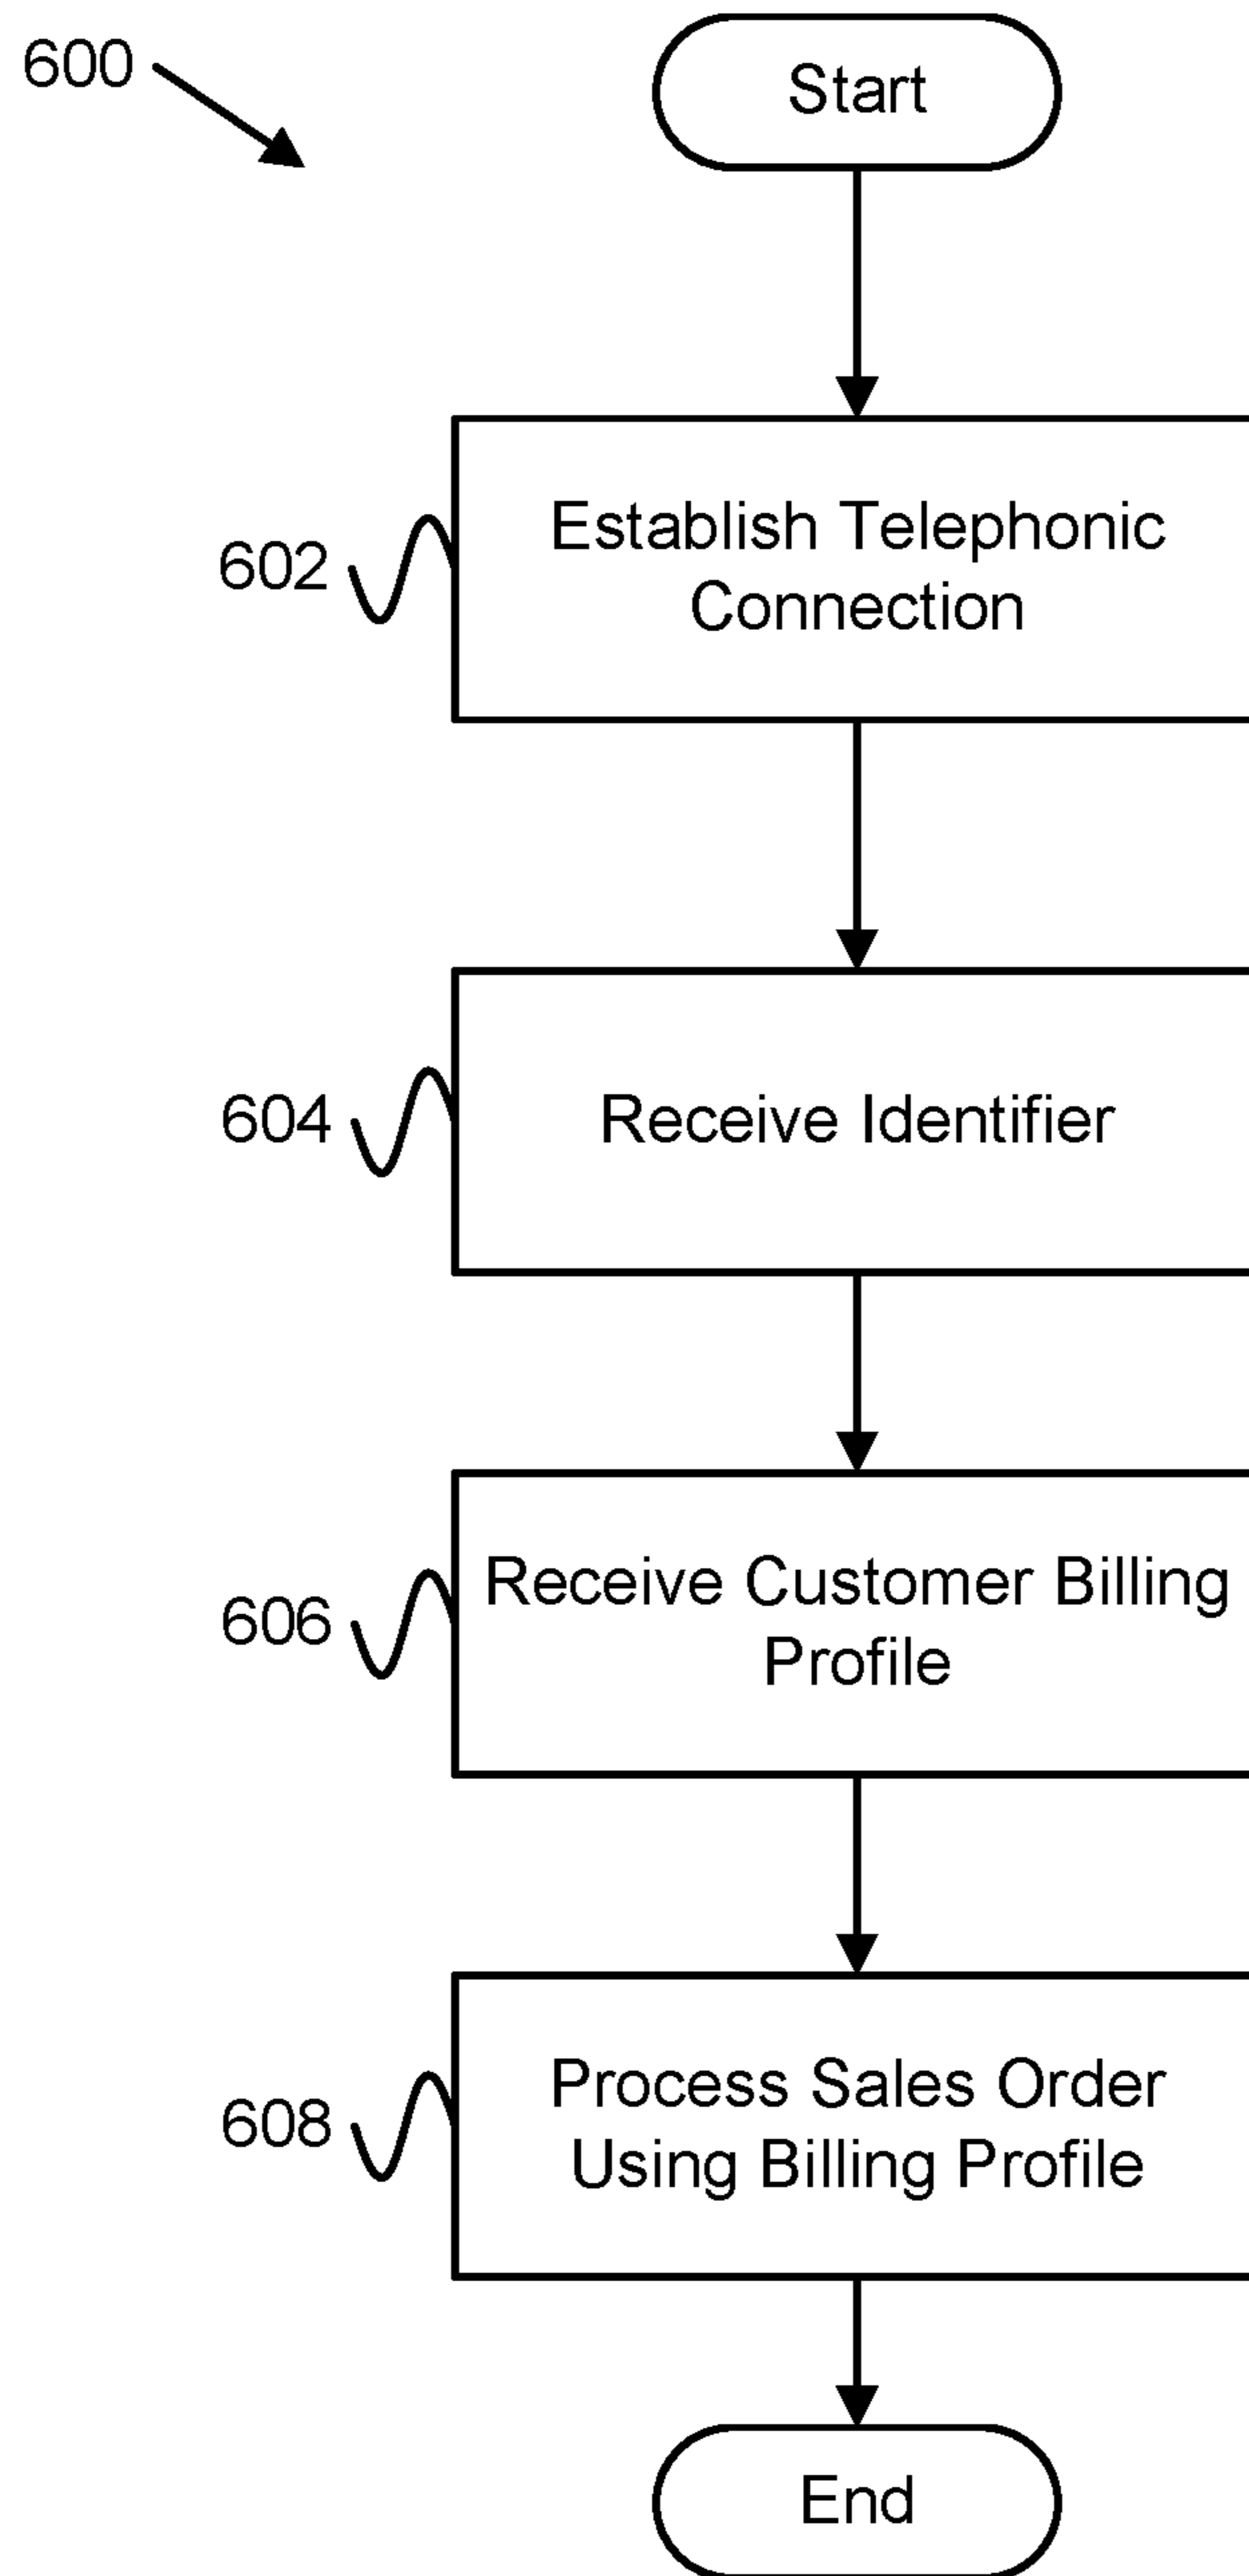 600
Start
602
Establish Telephonic
Connection
604
Receive Identifier
606
Receive Customer Billing
Profile
608
Process Sales Order
Using Billing Profile
End